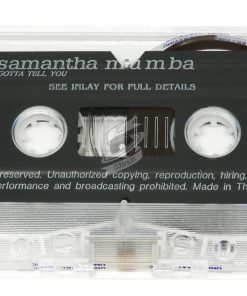 samantha mumba
GOTTA TELL YOU
SEE INLAY FOR FULL DETAILS
reserved. Unauthorized copying, reproduction, hiring,
erformance and broadcasting prohibited. Made in Th